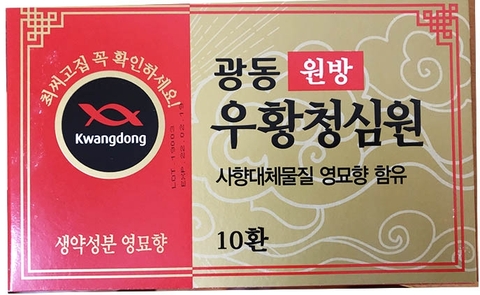 최씨고집 꼭 확인하세요!
Kwangdong
생약성분 영묘향
광동 원방
우황청심원
사향대체물질 영묘향 함유
10환